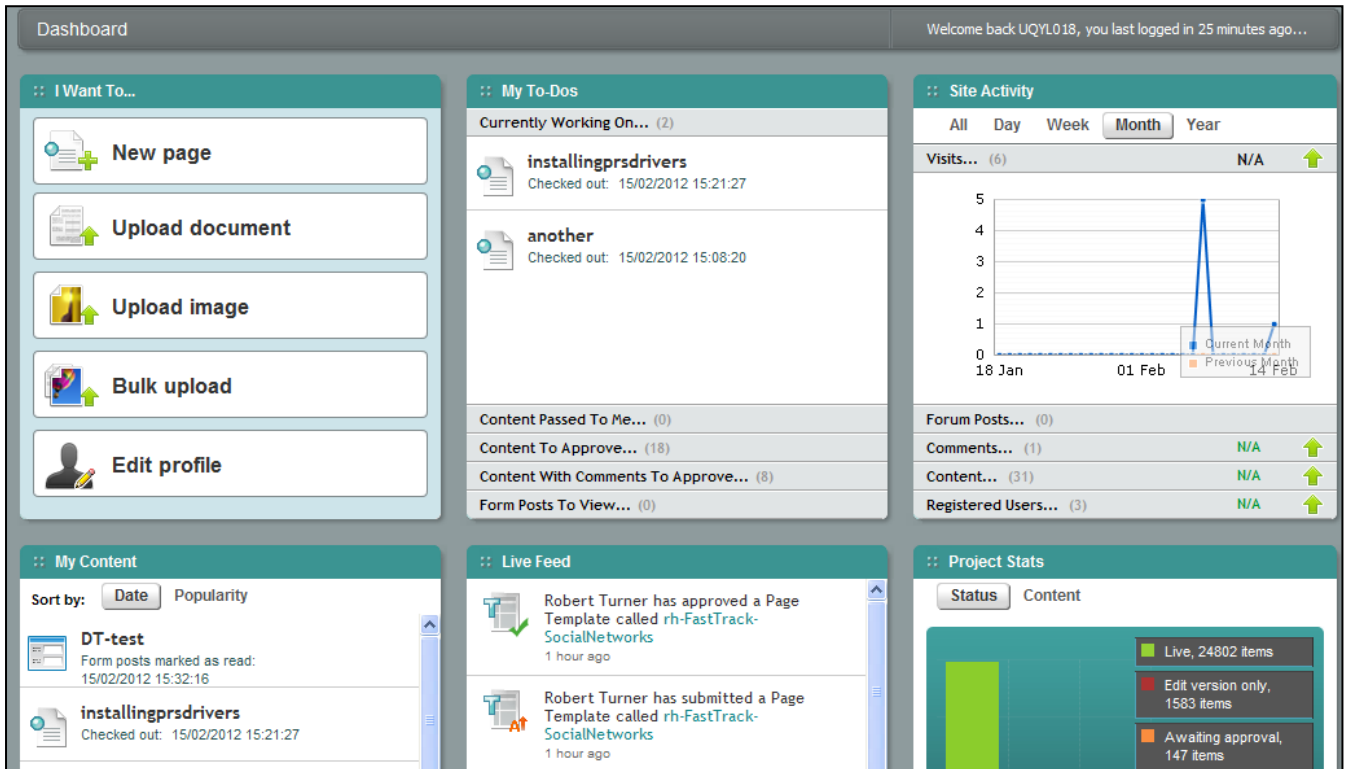 Dashboard
Welcome back UQYL018, you last logged in 25 minutes ago...
I Want To...
New page
Upload document
Upload image
Bulk upload
Edit profile
My To-Dos
Currently Working On... (2)
installingprsdrivers
Checked out: 15/02/2012 15:21:27
another
Checked out: 15/02/2012 15:08:20
Content Passed To Me... (0)
Content To Approve... (18)
Content With Comments To Approve... (8)
Form Posts To View... (0)
Site Activity
All Day Week Month Year
Visits... (6) N/A
5
4
3
2
1
0
18 Jan 01 Feb 14 Feb
Current Month
Previous Month
Forum Posts... (0)
Comments... (1) N/A
Content... (31) N/A
Registered Users... (3) N/A
My Content
Sort by: Date Popularity
DT-test
Form posts marked as read:
15/02/2012 15:32:16
installingprsdrivers
Checked out: 15/02/2012 15:21:27
Live Feed
Robert Turner has approved a Page
Template called rh-FastTrack-
SocialNetworks
1 hour ago
Robert Turner has submitted a Page
Template called rh-FastTrack-
SocialNetworks
1 hour ago
Project Stats
Status Content
Live, 24802 items
Edit version only,
1583 items
Awaiting approval,
147 items